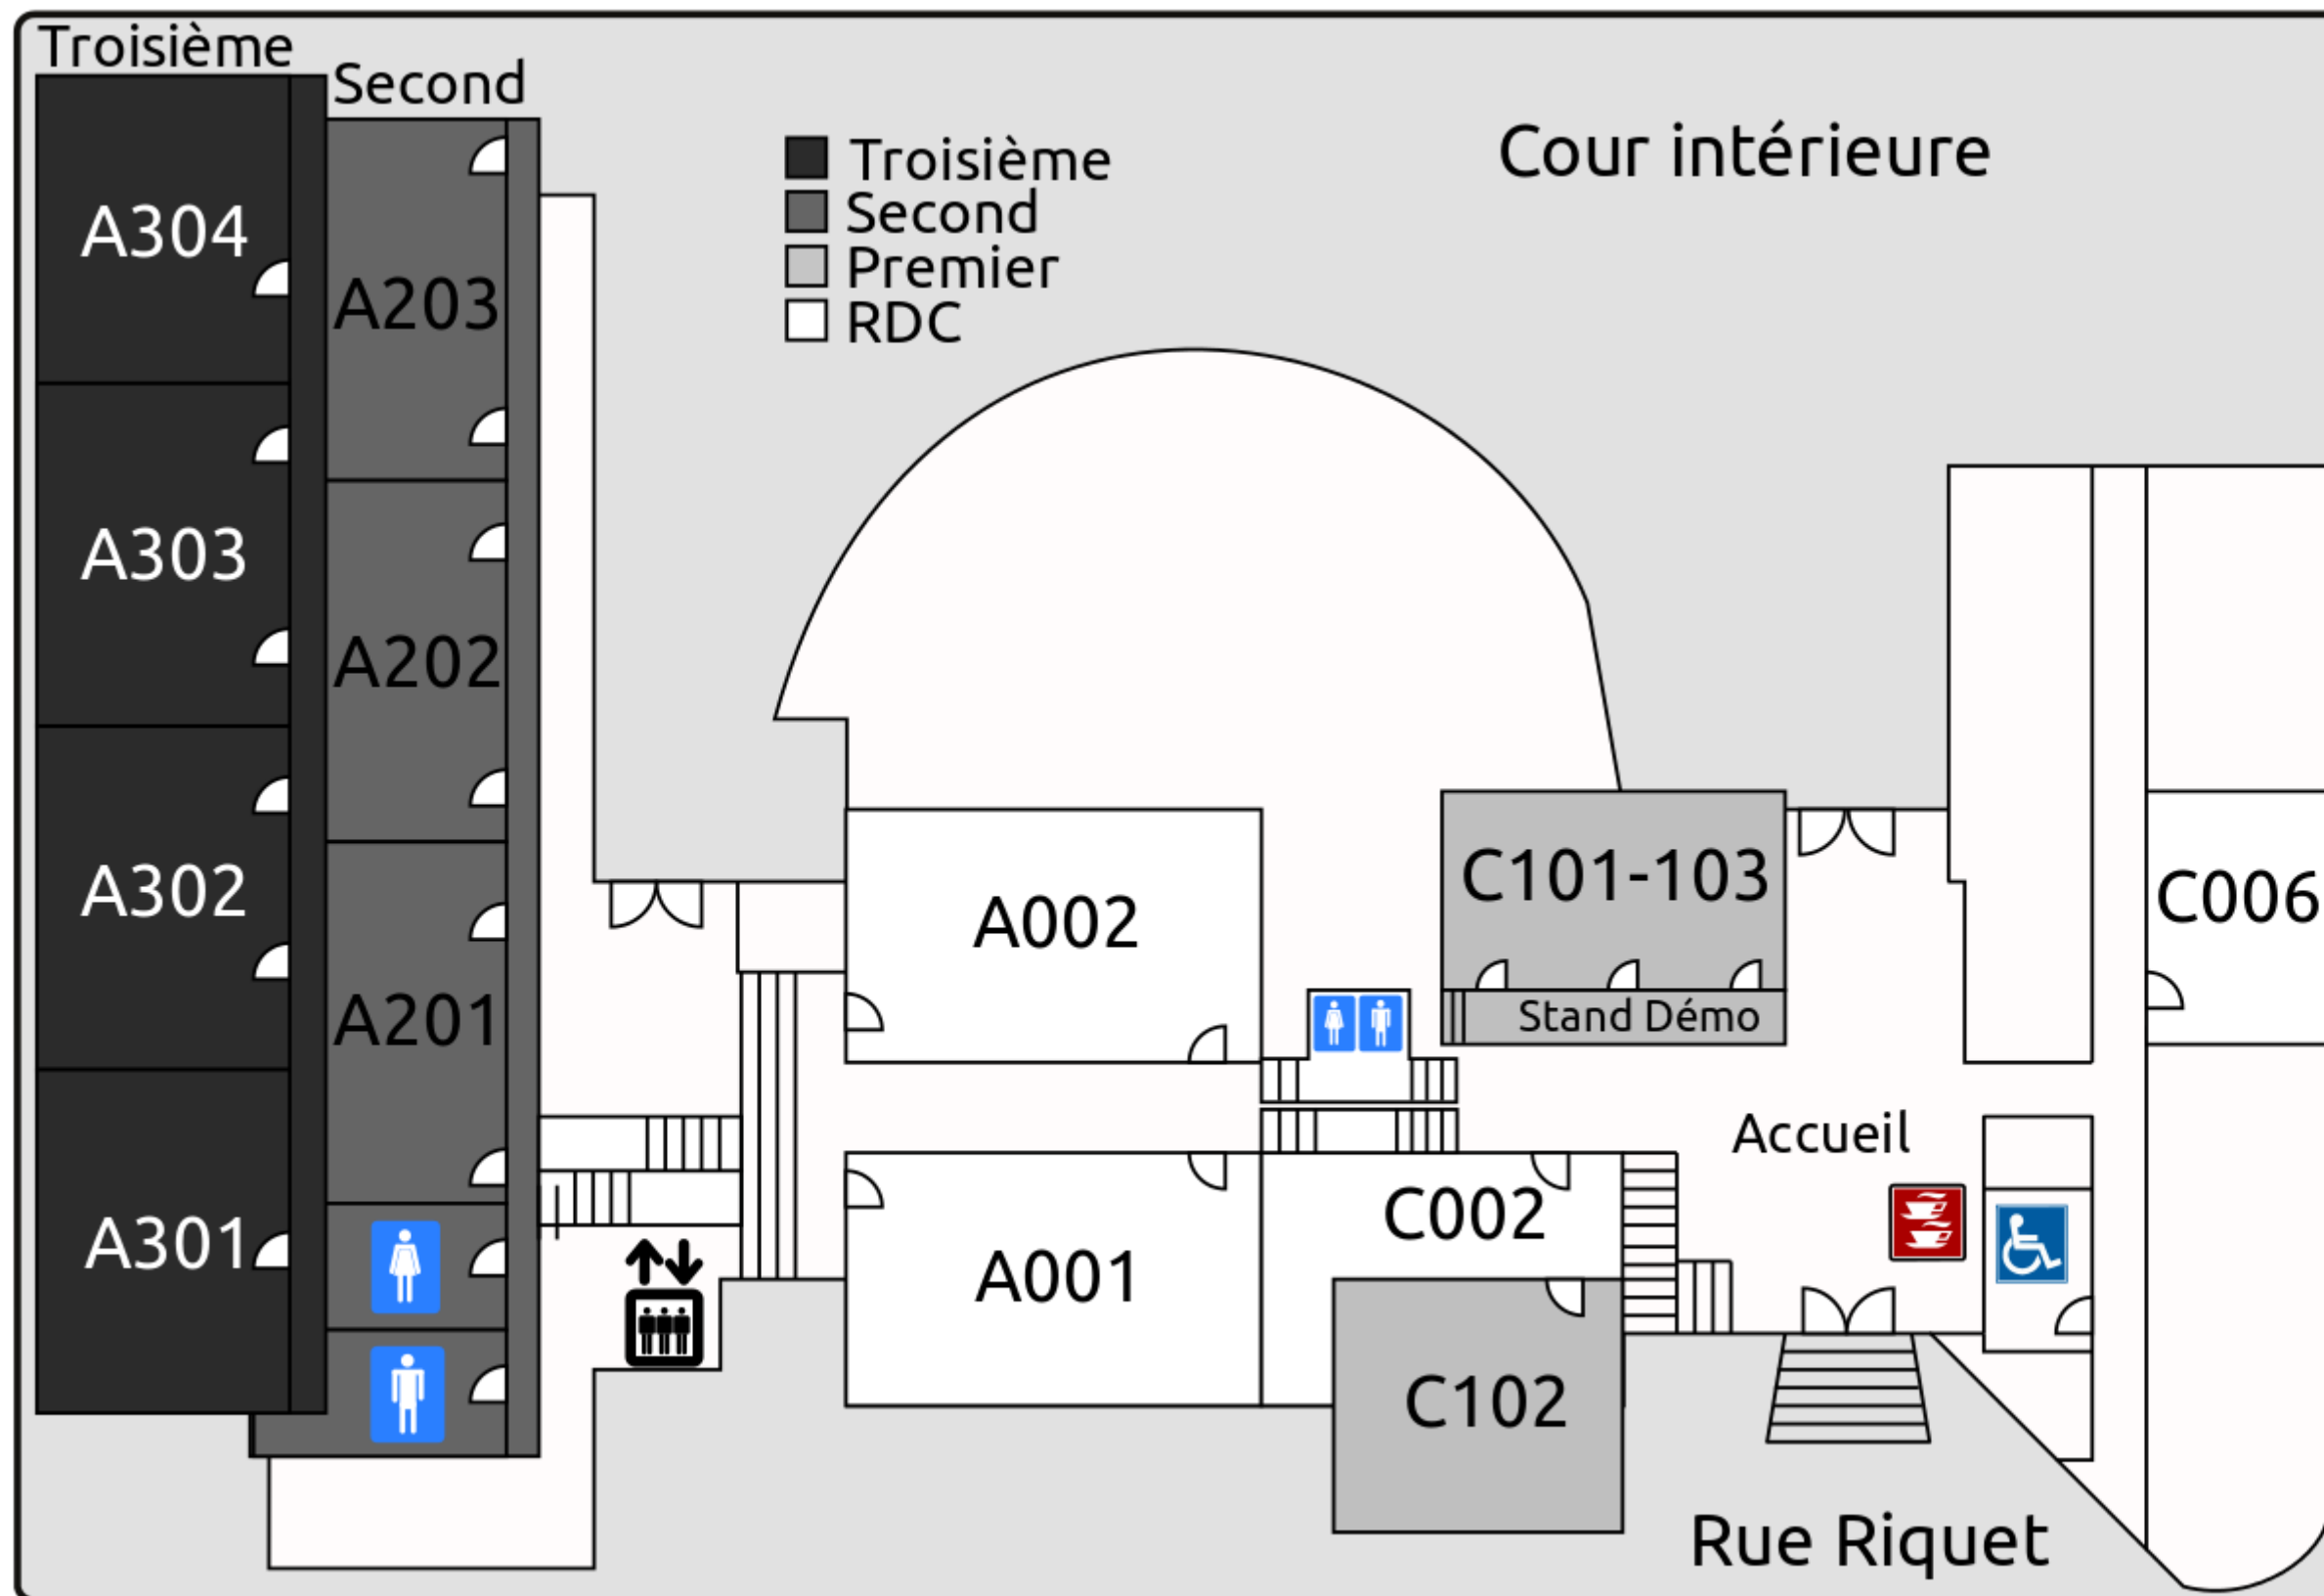 Troisième
Second
Troisième
Second
Premier
RDC
Cour intérieure
A304
A203
A303
A202
A302
A201
A301
A002
C101-103
Stand Démo
C006
Accueil
C002
A001
C102
Rue Riquet